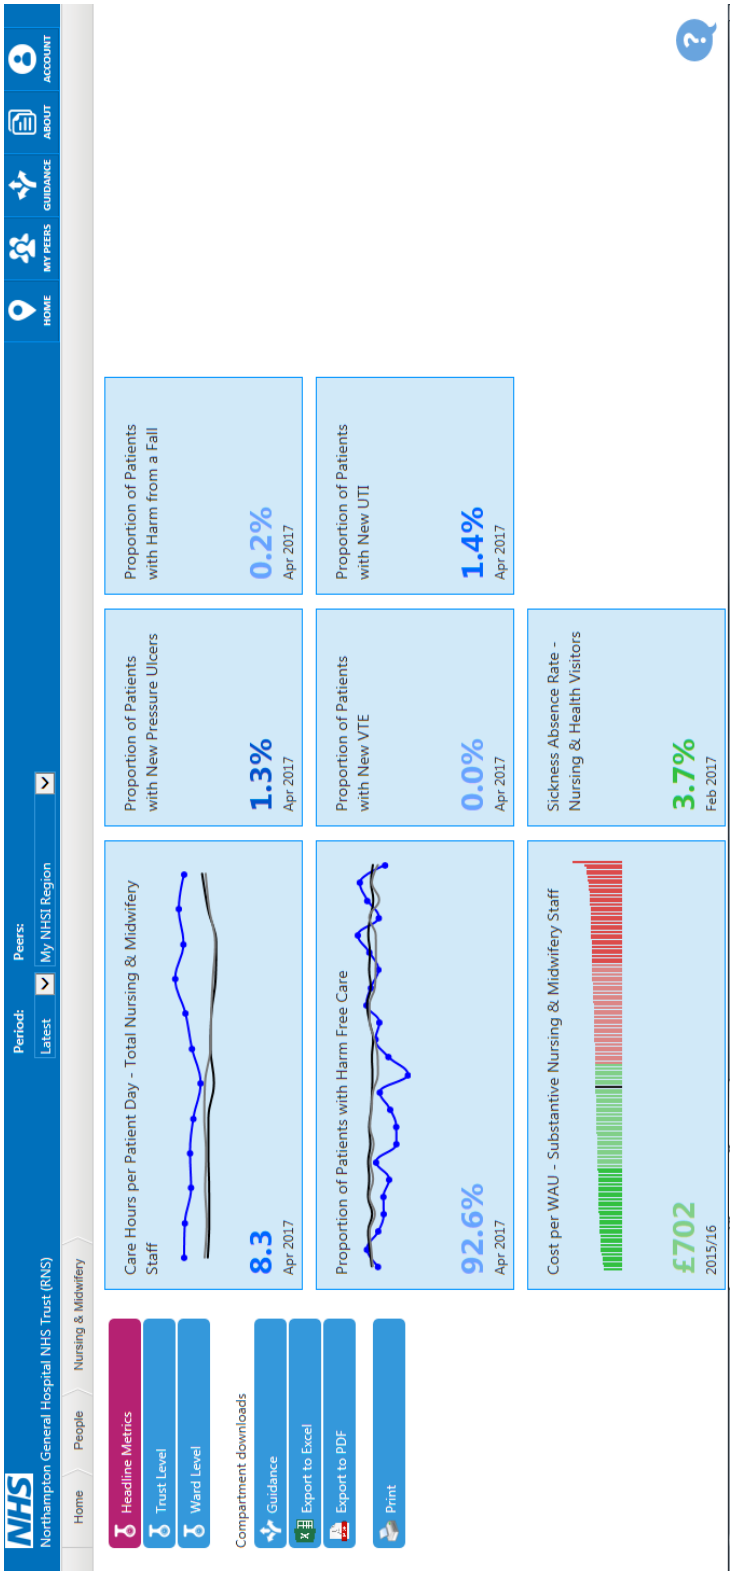 NHS
Northampton General Hospital NHS Trust (RNS)
Period:
Latest
Peers:
My NHSI Region
HOME
MY PEERS
GUIDANCE
ABOUT
ACCOUNT
Home
People
Nursing & Midwifery
Headline Metrics
Trust Level
Ward Level
Compartment downloads
Guidance
Export to Excel
Export to PDF
Print
Care Hours per Patient Day - Total Nursing & Midwifery
Staff
8.3
Apr 2017
Proportion of Patients
with New Pressure Ulcers
1.3%
Apr 2017
Proportion of Patients
with Harm from a Fall
0.2%
Apr 2017
Proportion of Patients with Harm Free Care
92.6%
Apr 2017
Proportion of Patients
with New VTE
0.0%
Apr 2017
Proportion of Patients
with New UTI
1.4%
Apr 2017
Cost per WAU - Substantive Nursing & Midwifery Staff
£702
2015/16
Sickness Absence Rate -
Nursing & Health Visitors
3.7%
Feb 2017
?